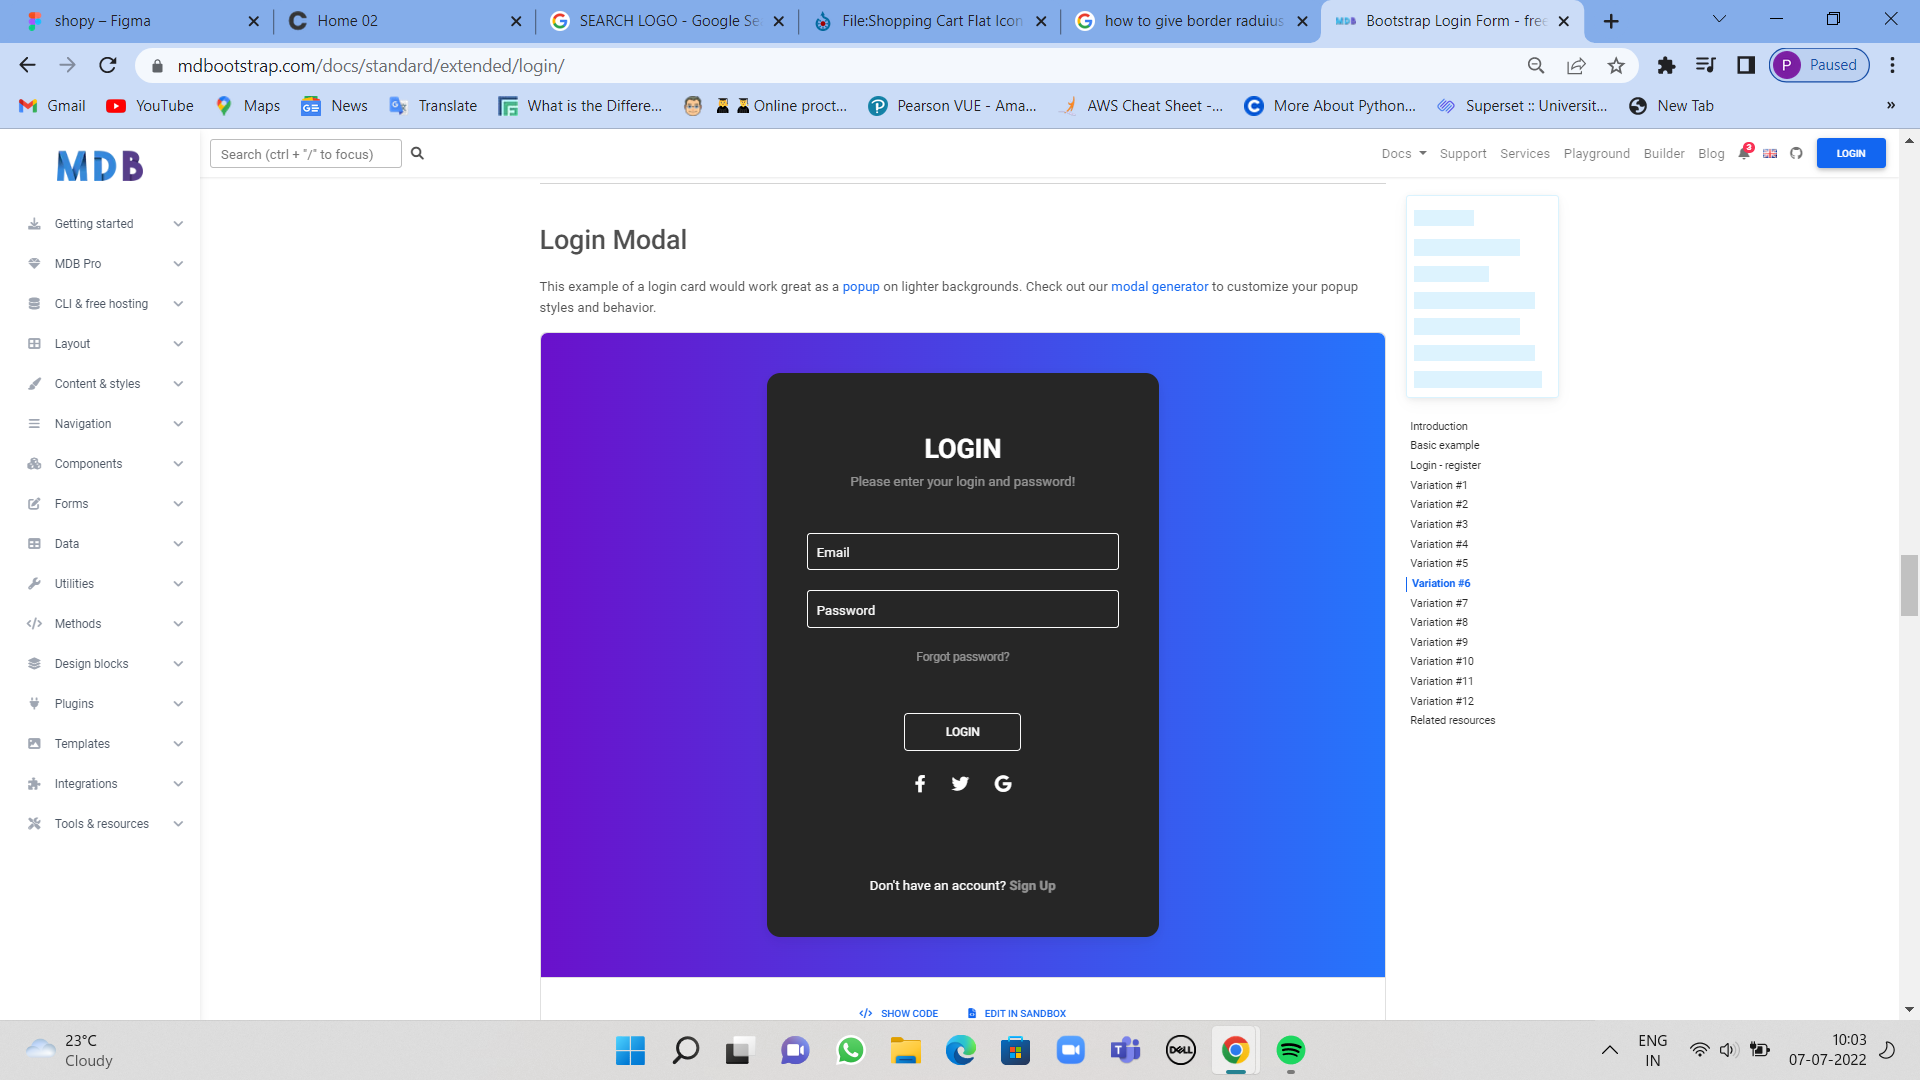 shopy – Figma
Home 02
SEARCH LOGO - Google Se
File:Shopping Cart Flat Icon
how to give border raduius
MDB Bootstrap Login Form - free
mdbootstrap.com/docs/standard/extended/login/
P Paused
Gmail
YouTube
Maps
News
Translate
What is the Differe...
Online proct...
Pearson VUE - Ama...
AWS Cheat Sheet -...
More About Python...
Superset :: Universit...
New Tab
»
MDB
Search (ctrl + "/" to focus)
Docs
Support
Services
Playground
Builder
Blog
3
LOGIN
Getting started
MDB Pro
CLI & free hosting
Layout
Content & styles
Navigation
Components
Forms
Data
Utilities
Methods
Design blocks
Plugins
Templates
Integrations
Tools & resources
Login Modal
This example of a login card would work great as a popup on lighter backgrounds. Check out our modal generator to customize your popup
styles and behavior.
LOGIN
Please enter your login and password!
Email
Password
Forgot password?
LOGIN
Don't have an account? Sign Up
SHOW CODE
EDIT IN SANDBOX
Introduction
Basic example
Login - register
Variation #1
Variation #2
Variation #3
Variation #4
Variation #5
Variation #6
Variation #7
Variation #8
Variation #9
Variation #10
Variation #11
Variation #12
Related resources
23°C
Cloudy
DELL
ENG
IN
10:03
07-07-2022